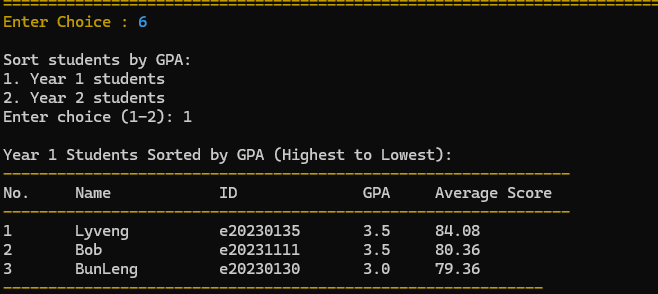 Enter Choice : 6
Sort students by GPA:
1. Year 1 students
2. Year 2 students
Enter choice (1-2): 1
Year 1 Students Sorted by GPA (Highest to Lowest):
No. Name ID GPA Average Score
1 Lyveng e20230135 3.5 84.08
2 Bob e20231111 3.5 80.36
3 BunLeng e20230130 3.0 79.36